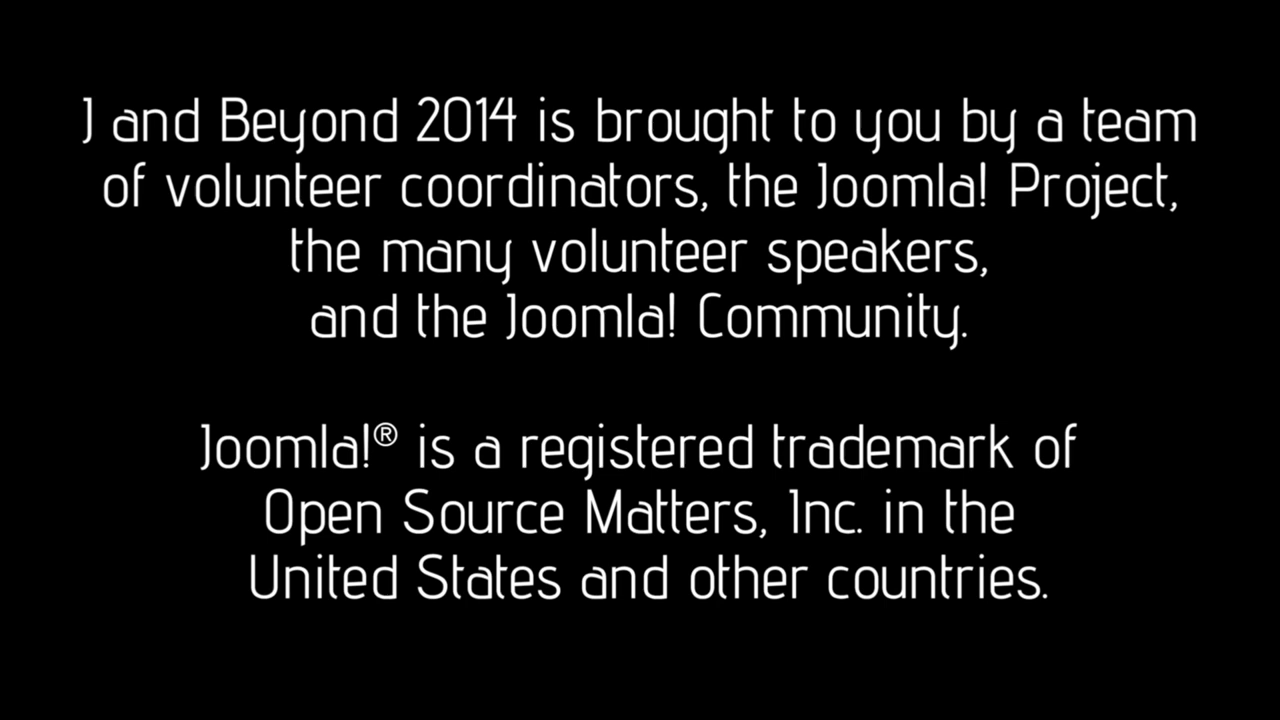 J and Beyond 2014 is brought to you by a team
of volunteer coordinators, the Joomla! Project,
the many volunteer speakers,
and the Joomla! Community.
Joomla!® is a registered trademark of
Open Source Matters, Inc. in the
United States and other countries.